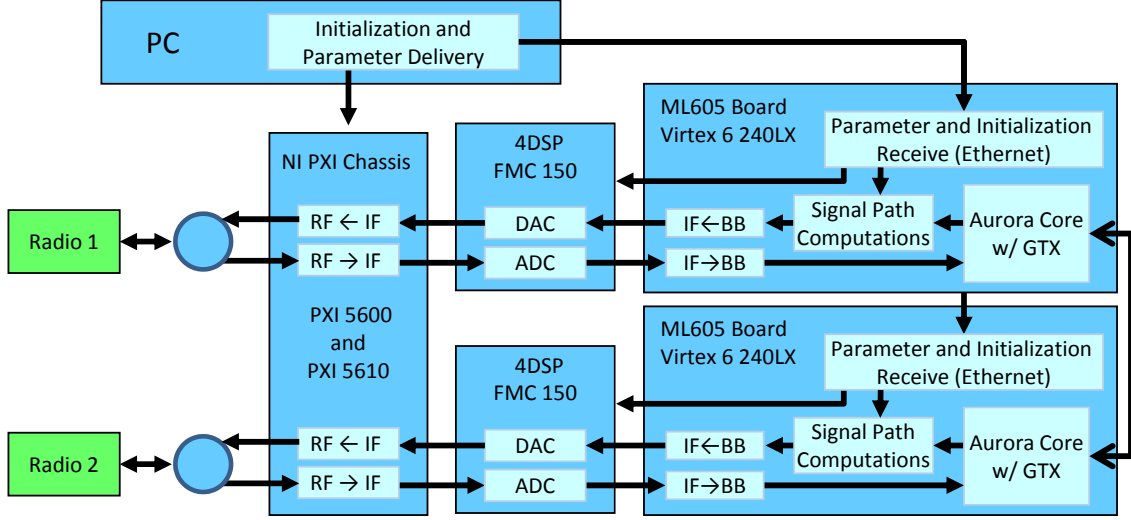 PC
Initialization and
Parameter Delivery
NI PXI Chassis
RF ← IF
RF → IF
PXI 5600
and
PXI 5610
RF ← IF
RF → IF
Radio 1
Radio 2
4DSP
FMC 150
DAC
ADC
4DSP
FMC 150
DAC
ADC
ML605 Board
Virtex 6 240LX
Parameter and Initialization
Receive (Ethernet)
IF←BB
IF→BB
Signal Path
Computations
Aurora Core
w/ GTX
ML605 Board
Virtex 6 240LX
Parameter and Initialization
Receive (Ethernet)
IF←BB
IF→BB
Signal Path
Computations
Aurora Core
w/ GTX